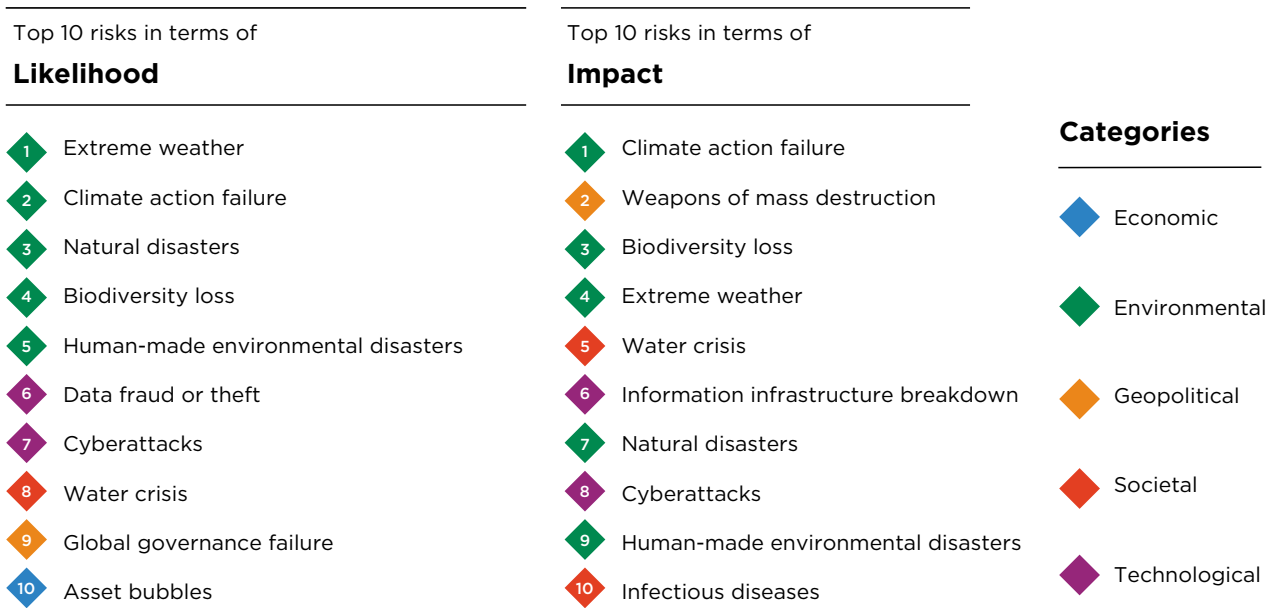 Top 10 risks in terms of
Likelihood
1 Extreme weather
2 Climate action failure
3 Natural disasters
4 Biodiversity loss
5 Human-made environmental disasters
6 Data fraud or theft
7 Cyberattacks
8 Water crisis
9 Global governance failure
10 Asset bubbles
Top 10 risks in terms of
Impact
1 Climate action failure
2 Weapons of mass destruction
3 Biodiversity loss
4 Extreme weather
5 Water crisis
6 Information infrastructure breakdown
7 Natural disasters
8 Cyberattacks
9 Human-made environmental disasters
10 Infectious diseases
Categories
Economic
Environmental
Geopolitical
Societal
Technological